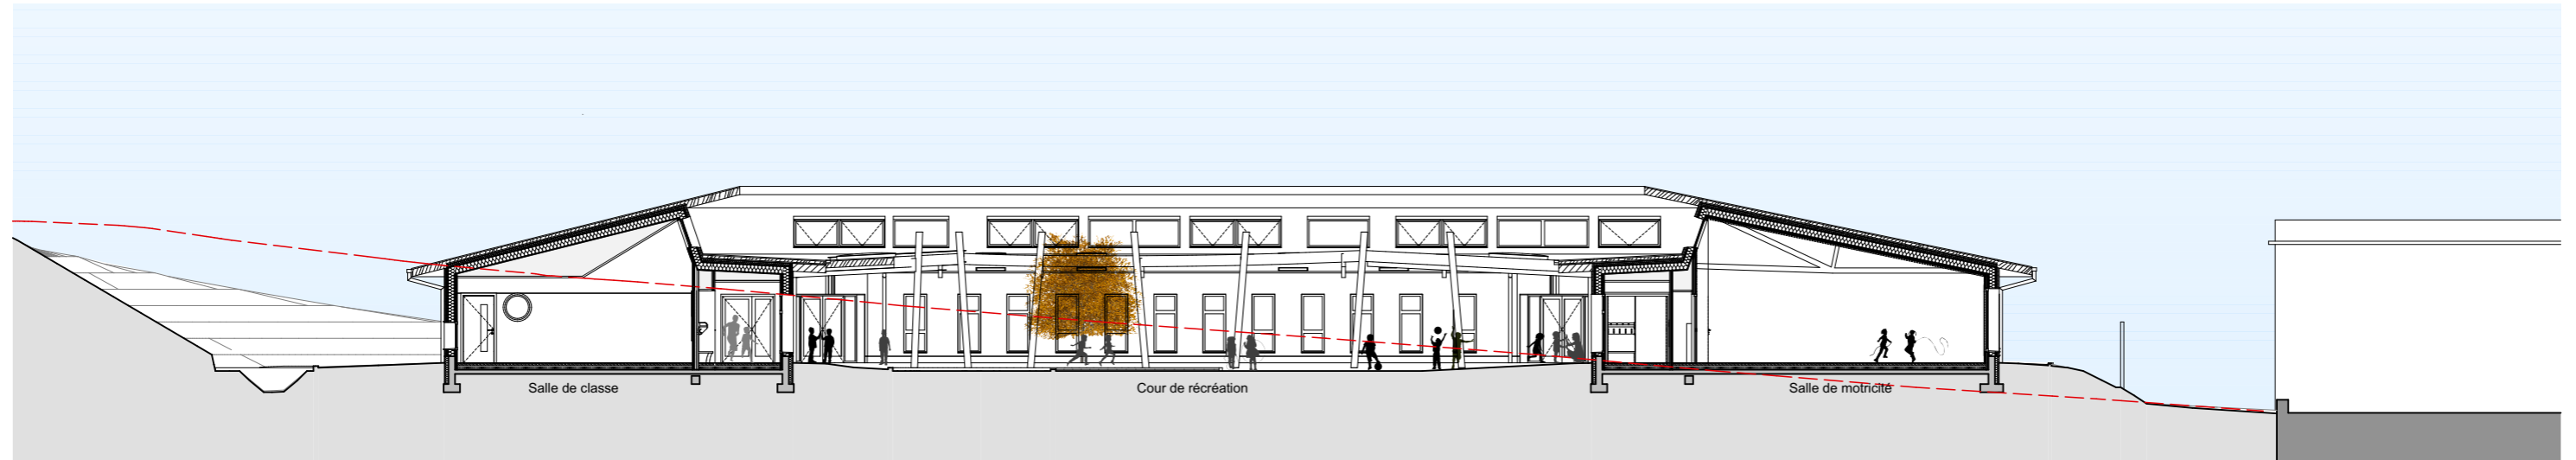 Salle de classe
Cour de récréation
Salle de motricité